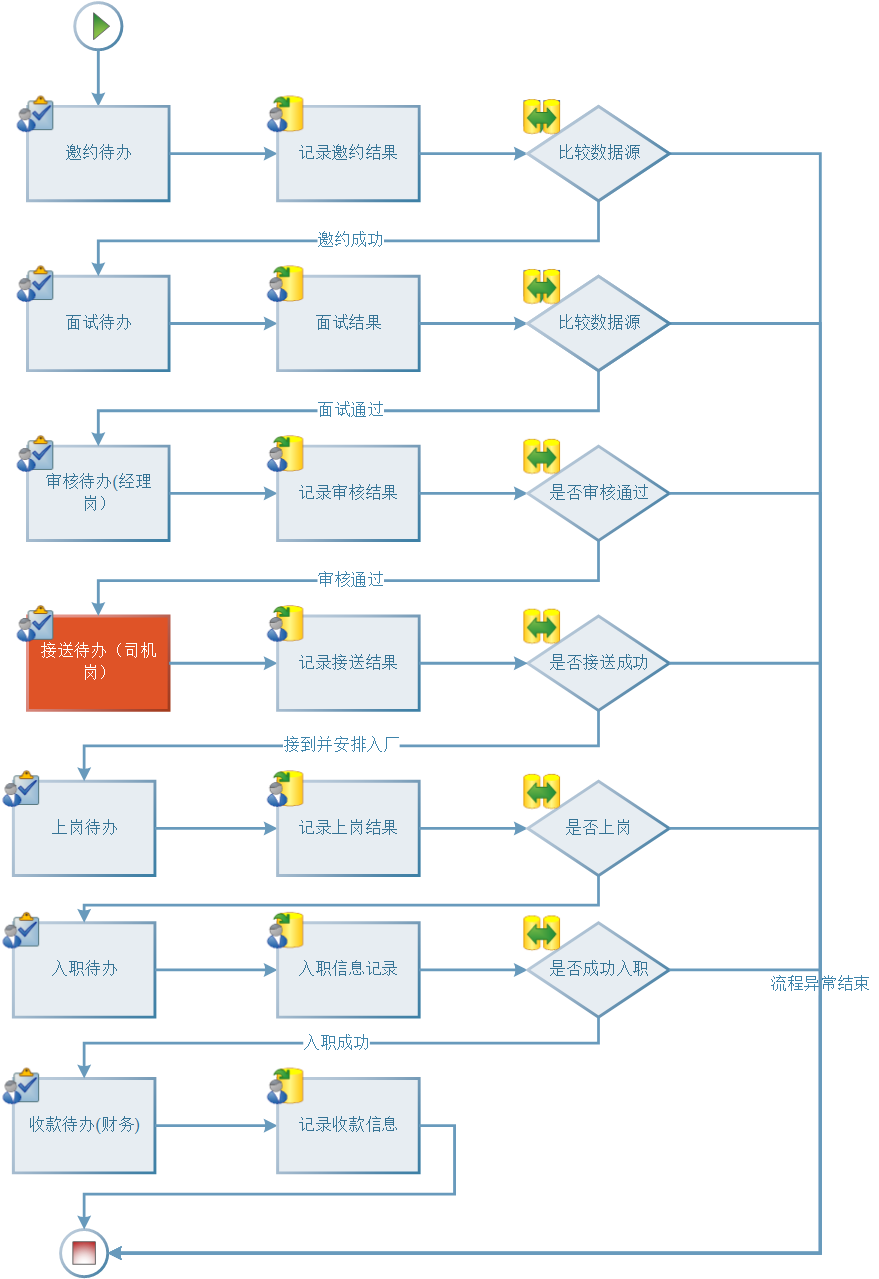 邀约待办
记录邀约结果
比较数据源
邀约成功
面试待办
面试结果
比较数据源
面试通过
审核待办(经理
岗）
记录审核结果
是否审核通过
审核通过
接送待办（司机
岗）
记录接送结果
是否接送成功
接到并安排入厂
上岗待办
记录上岗结果
是否上岗
入职待办
入职信息记录
是否成功入职
流程异常结束
入职成功
收款待办(财务)
记录收款信息